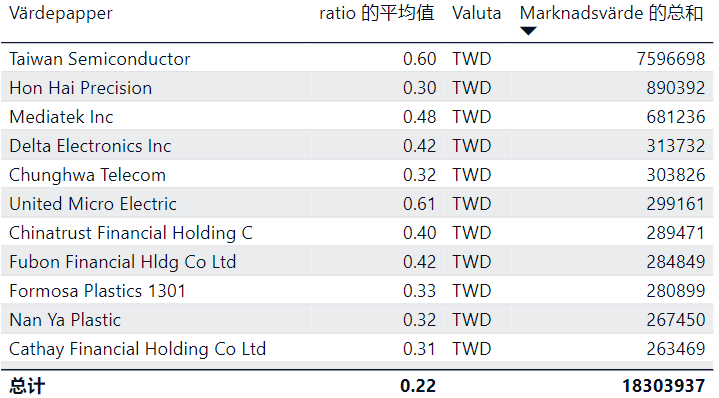 Värdepapper ratio 的平均值 Valuta Marknadsvärde 的总和
Taiwan Semiconductor 0.60 TWD 7596698
Hon Hai Precision 0.30 TWD 890392
Mediatek Inc 0.48 TWD 681236
Delta Electronics Inc 0.42 TWD 313732
Chunghwa Telecom 0.32 TWD 303826
United Micro Electric 0.61 TWD 299161
Chinatrust Financial Holding C 0.40 TWD 289471
Fubon Financial Hldg Co Ltd 0.42 TWD 284849
Formosa Plastics 1301 0.33 TWD 280899
Nan Ya Plastic 0.32 TWD 267450
Cathay Financial Holding Co Ltd 0.31 TWD 263469
总计 0.22 18303937